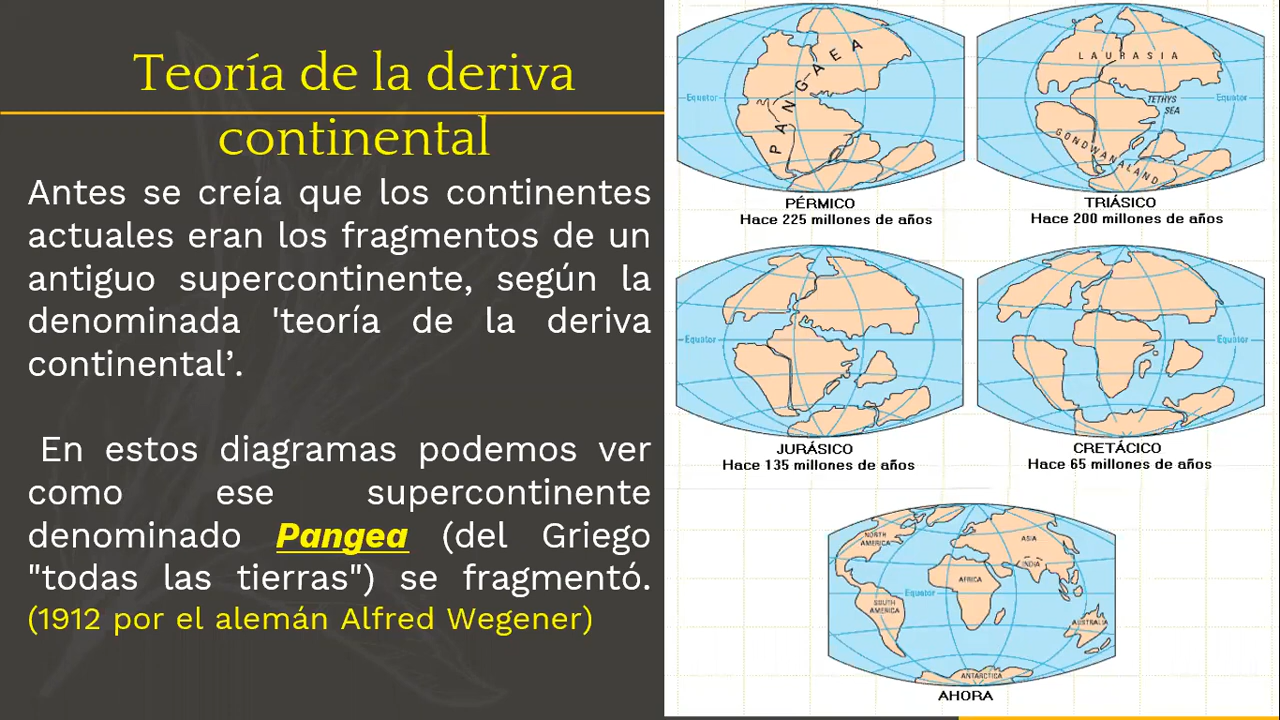 Teoría de la deriva
continental
Antes se creía que los continentes
actuales eran los fragmentos de un
antiguo supercontinente, según la
denominada 'teoría de la deriva
continental’.
En estos diagramas podemos ver
como ese supercontinente
denominado Pangea (del Griego
"todas las tierras") se fragmentó.
(1912 por el alemán Alfred Wegener)
PANGAEA
Equator
PÉRMICO
Hace 225 millones de años
LAURASIA
TETHYS
SEA
Equator
GONDWANALAND
TRIÁSICO
Hace 200 millones de años
Equator
JURÁSICO
Hace 135 millones de años
Equator
CRETÁCICO
Hace 65 millones de años
NORTH
AMERICA
ASIA
INDIA
AFRICA
Equator
SOUTH
AMERICA
AUSTRALIA
ANTARCTICA
AHORA